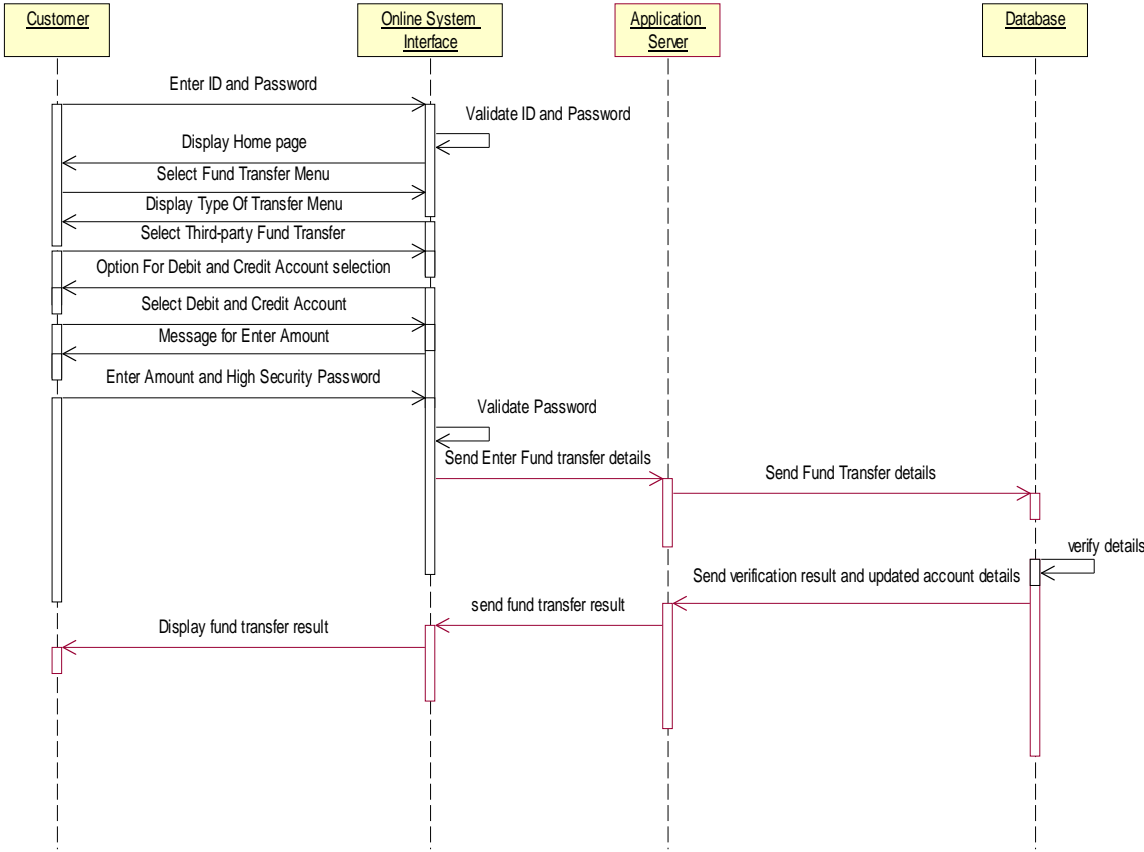 Customer
Online System
Interface
Application
Server
Database
Enter ID and Password
Validate ID and Password
Display Home page
Select Fund Transfer Menu
Display Type Of Transfer Menu
Select Third-party Fund Transfer
Option For Debit and Credit Account selection
Select Debit and Credit Account
Message for Enter Amount
Enter Amount and High Security Password
Validate Password
Send Enter Fund transfer details
Send Fund Transfer details
verify details
Send verification result and updated account details
send fund transfer result
Display fund transfer result